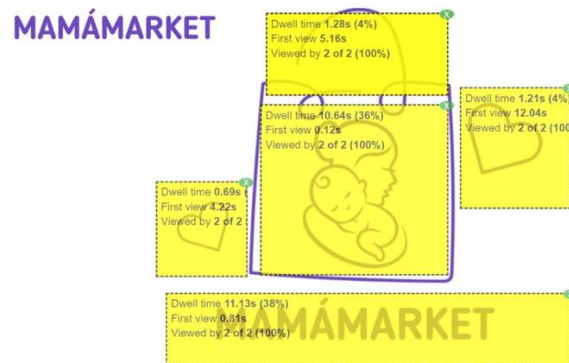 MAMÁMARKET
Dwell time 1.28s (4%)
First view 5.16s
Viewed by 2 of 2 (100%)
X
Dwell time 10.64s (36%)
First view 0.12s
Viewed by 2 of 2 (100%)
X
Dwell time 1.21s (4%
First view 12.04s
Viewed by 2 of 2 (100
Dwell time 0.69s (
First view 4.22s
Viewed by 2 of 2
X
Dwell time 11.13s (38%)
First view 0.81s
Viewed by 2 of 2 (100%)
MAMÁMARKET